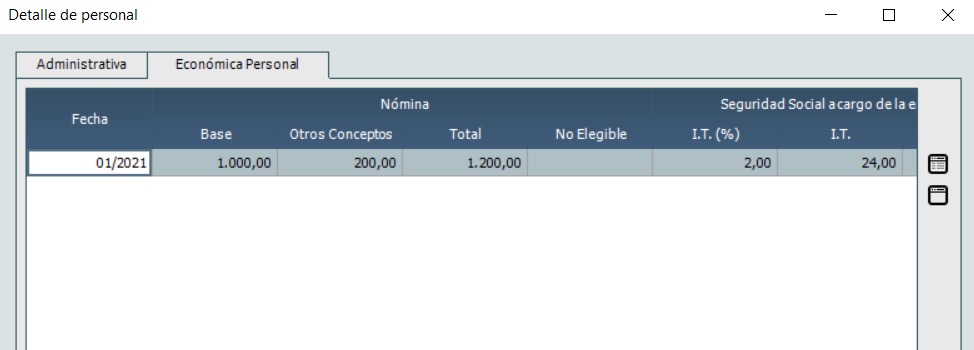 Detalle de personal
Administrativa Económica Personal
Fecha Nómina Seguridad Social a cargo de la e
Base Otros Conceptos Total No Elegible I.T. (%) I.T.
01/2021 1.000,00 200,00 1.200,00 2,00 24,00